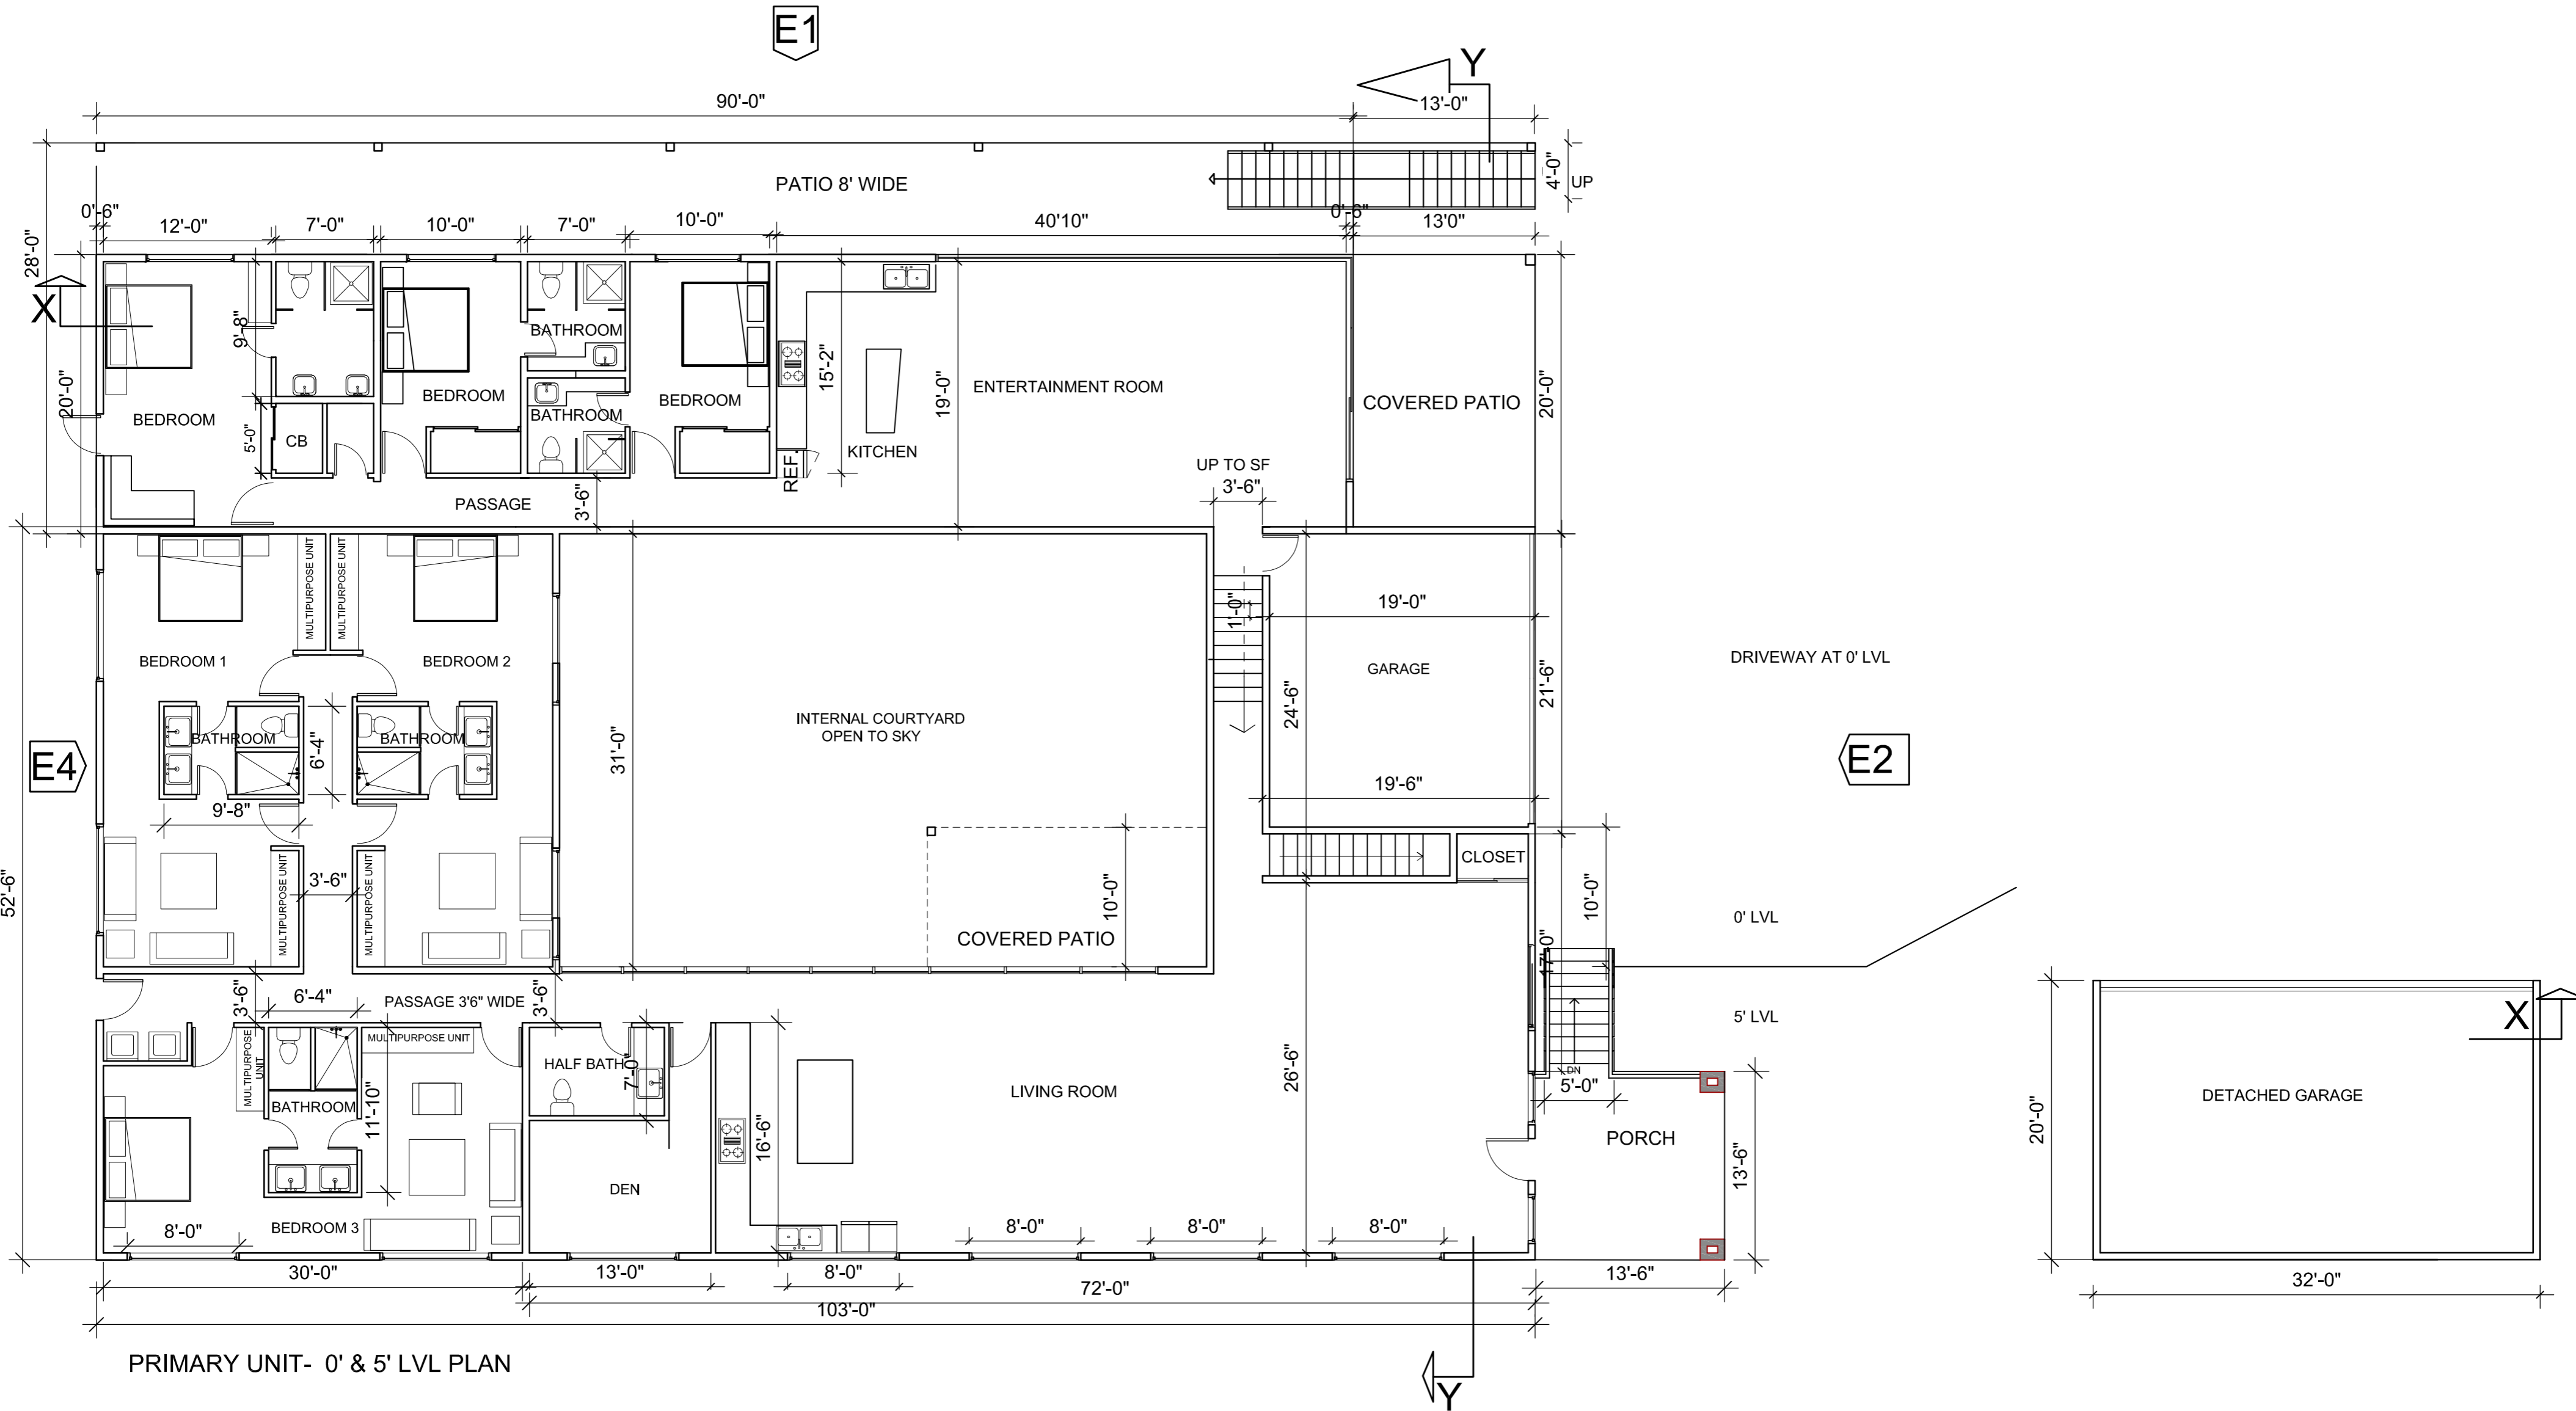 E1
Y
90'-0"
13'-0"
PATIO 8' WIDE
4'-0"
UP
0'-6"
12'-0"
7'-0"
10'-0"
7'-0"
10'-0"
40'10"
0'-6"
13'0"
28'-0"
X
20'-0"
9'-8"
BATHROOM
15'-2"
19'-0"
ENTERTAINMENT ROOM
COVERED PATIO
20'-0"
BEDROOM
BEDROOM
BATHROOM
BEDROOM
5'-0"
CB
KITCHEN
REF.
UP TO SF
3'-6"
PASSAGE
3'-6"
MULTIPURPOSE UNIT
MULTIPURPOSE UNIT
1'-0"
19'-0"
BEDROOM 1
BEDROOM 2
GARAGE
DRIVEWAY AT 0' LVL
24'-6"
21'-6"
INTERNAL COURTYARD
OPEN TO SKY
31'-0"
BATHROOM
6'-4"
BATHROOM
E4
E2
19'-6"
9'-8"
CLOSET
52'-6"
MULTIPURPOSE UNIT
3'-6"
MULTIPURPOSE UNIT
10'-0"
10'-0"
COVERED PATIO
0' LVL
17'-0"
3'-6"
6'-4"
PASSAGE 3'6" WIDE
3'-6"
5' LVL
X
MULTIPURPOSE
UNIT
MULTIPURPOSE UNIT
HALF BATH
7'-0"
26'-6"
DN
5'-0"
LIVING ROOM
DETACHED GARAGE
BATHROOM
11'-10"
16'-6"
PORCH
20'-0"
13'-6"
DEN
BEDROOM 3
8'-0"
8'-0"
8'-0"
8'-0"
30'-0"
13'-0"
8'-0"
72'-0"
13'-6"
32'-0"
103'-0"
PRIMARY UNIT- 0' & 5' LVL PLAN
Y